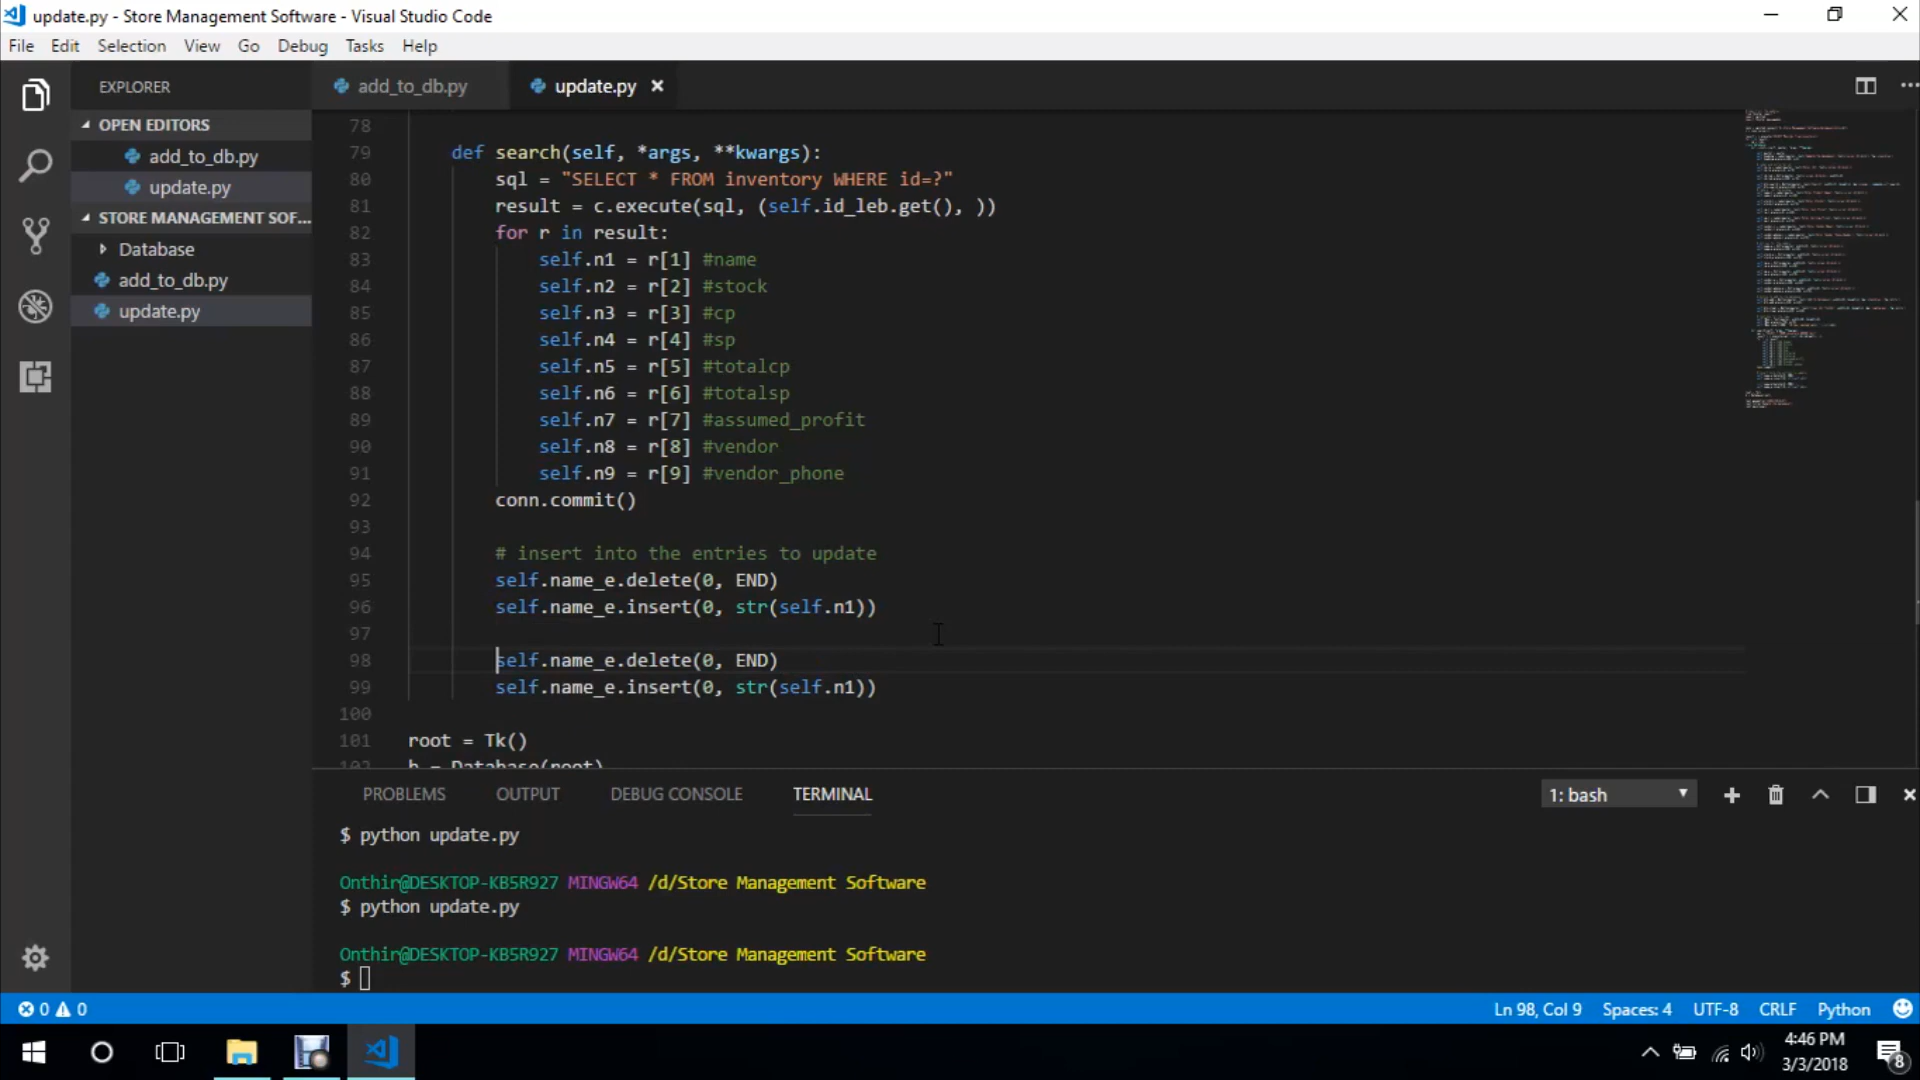 update.py - Store Management Software - Visual Studio Code
File Edit Selection View Go Debug Tasks Help
EXPLORER
OPEN EDITORS
add_to_db.py
update.py
STORE MANAGEMENT SOF...
Database
add_to_db.py
update.py
add_to_db.py update.py
78
79 def search(self, *args, **kwargs):
80 sql = "SELECT * FROM inventory WHERE id=?"
81 result = c.execute(sql, (self.id_leb.get(), ))
82 for r in result:
83 self.n1 = r[1] #name
84 self.n2 = r[2] #stock
85 self.n3 = r[3] #cp
86 self.n4 = r[4] #sp
87 self.n5 = r[5] #totalcp
88 self.n6 = r[6] #totalsp
89 self.n7 = r[7] #assumed_profit
90 self.n8 = r[8] #vendor
91 self.n9 = r[9] #vendor_phone
92 conn.commit()
93
94 # insert into the entries to update
95 self.name_e.delete(0, END)
96 self.name_e.insert(0, str(self.n1))
97
98 self.name_e.delete(0, END)
99 self.name_e.insert(0, str(self.n1))
100
101 root = Tk()
102 b = Database(root)
PROBLEMS OUTPUT DEBUG CONSOLE TERMINAL 1: bash
$ python update.py
Onthir@DESKTOP-KB5R927 MINGW64 /d/Store Management Software
$ python update.py
Onthir@DESKTOP-KB5R927 MINGW64 /d/Store Management Software
$
0 0 Ln 98, Col 9 Spaces: 4 UTF-8 CRLF Python
4:46 PM
3/3/2018
8